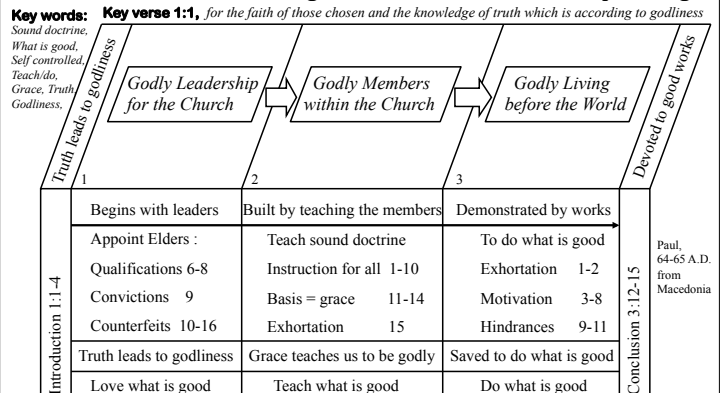 Key words:
Key verse 1:1, for the faith of those chosen and the knowledge of truth which is according to godliness
Sound doctrine,
What is good,
Self controlled,
Teach/do,
Grace, Truth,
Godliness,
Truth leads to godliness
Godly Leadership
for the Church
Godly Members
within the Church
Godly Living
before the World
Devoted to good works
1
2
3
Introduction 1:1-4
Begins with leaders
Built by teaching the members
Demonstrated by works
Appoint Elders :
Teach sound doctrine
To do what is good
Qualifications 6-8
Instruction for all 1-10
Exhortation 1-2
Convictions 9
Basis = grace 11-14
Motivation 3-8
Counterfeits 10-16
Exhortation 15
Hindrances 9-11
Truth leads to godliness
Grace teaches us to be godly
Saved to do what is good
Love what is good
Teach what is good
Do what is good
Conclusion 3:12-15
Paul,
64-65 A.D.
from
Macedonia